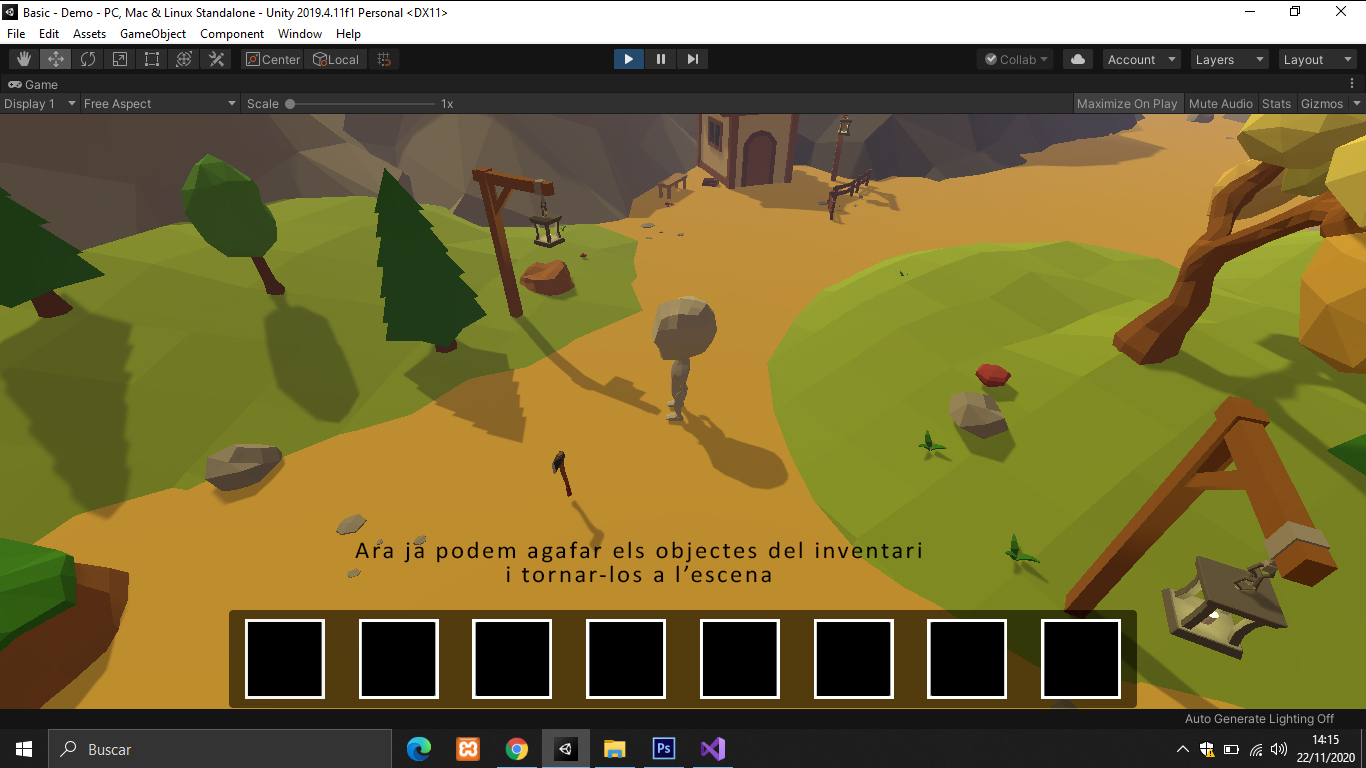 Basic - Demo - PC, Mac & Linux Standalone - Unity 2019.4.11f1 Personal <DX11>
File Edit Assets GameObject Component Window Help
Center Local Collab Account Layers Layout
Game
Display 1 Free Aspect Scale 1x Maximize On Play Mute Audio Stats Gizmos
Ara ja podem agafar els objectes del inventari
i tornar-los a l’escena
Auto Generate Lighting Off
Buscar
Ps
14:15
22/11/2020